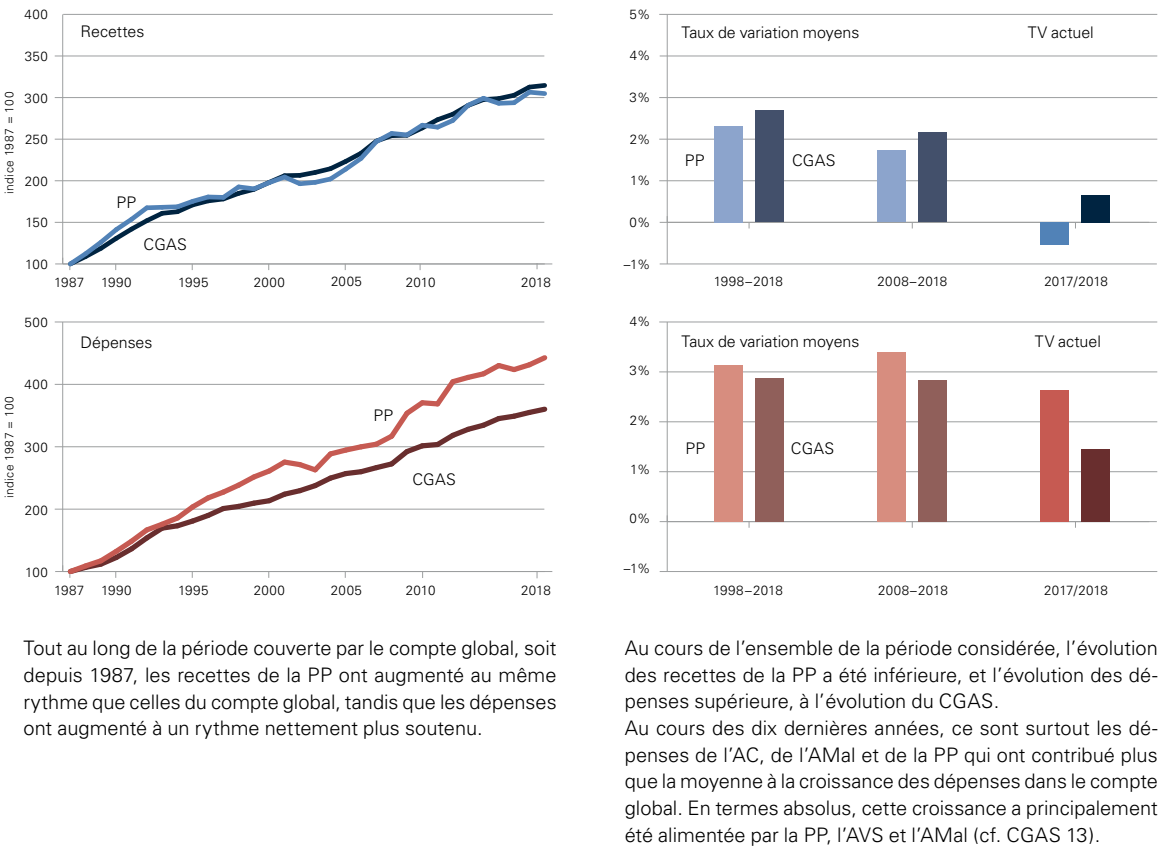 400
Recettes
350
300
250
200
150
100
indice 1987 = 100
PP
CGAS
1987 1990 1995 2000 2005 2010 2018
5%
Taux de variation moyens TV actuel
4%
3%
2%
PP CGAS
1%
0%
–1%
1998–2018 2008–2018 2017/2018
500
Dépenses
400
PP
300
CGAS
200
100
indice 1987 = 100
1987 1990 1995 2000 2005 2010 2018
4%
Taux de variation moyens TV actuel
3%
2%
PP CGAS
1%
0%
–1%
1998–2018 2008–2018 2017/2018
Tout au long de la période couverte par le compte global, soit
depuis 1987, les recettes de la PP ont augmenté au même
rythme que celles du compte global, tandis que les dépenses
ont augmenté à un rythme nettement plus soutenu.
Au cours de l’ensemble de la période considérée, l’évolution
des recettes de la PP a été inférieure, et l’évolution des dé-
penses supérieure, à l’évolution du CGAS.
Au cours des dix dernières années, ce sont surtout les dé-
penses de l’AC, de l’AMal et de la PP qui ont contribué plus
que la moyenne à la croissance des dépenses dans le compte
global. En termes absolus, cette croissance a principalement
été alimentée par la PP, l’AVS et l’AMal (cf. CGAS 13).